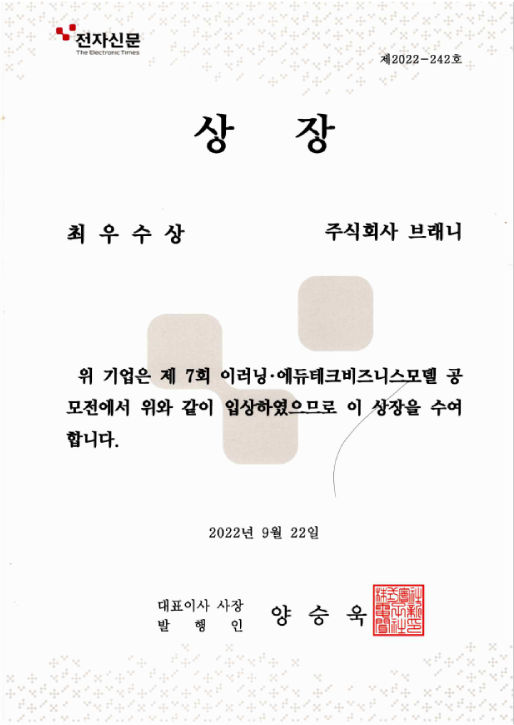 전자신문
The Electronic Times
제2022-242호
상 장
최 우 수 상 주식회사 브래니
위 기업은 제 7회 이러닝·에듀테크비즈니스모델 공
모전에서 위와 같이 입상하였으므로 이 상장을 수여
합니다.
2022년 9월 22일
대표이사 사장
발 행 인 양 승 욱